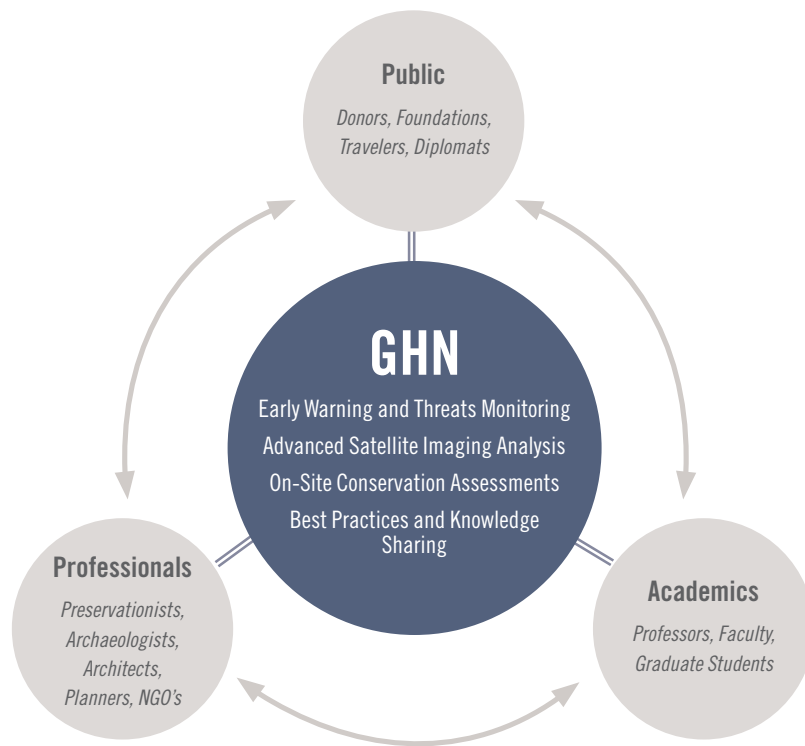 Public
Donors, Foundations,
Travelers, Diplomats
GHN
Early Warning and Threats Monitoring
Advanced Satellite Imaging Analysis
On-Site Conservation Assessments
Best Practices and Knowledge
Sharing
Professionals
Preservationists,
Archaeologists,
Architects,
Planners, NGO's
Academics
Professors, Faculty,
Graduate Students